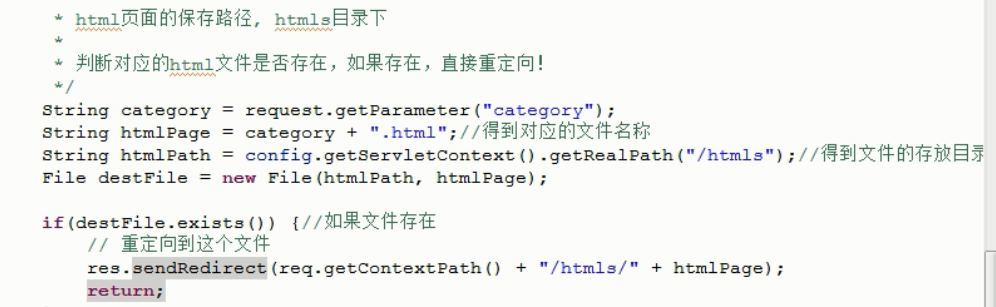 * html页面的保存路径, htmls目录下
*
* 判断对应的html文件是否存在，如果存在，直接重定向！
*/
String category = request.getParameter("category");
String htmlPage = category + ".html";//得到对应的文件名称
String htmlPath = config.getServletContext().getRealPath("/htmls");//得到文件的存放目录
File destFile = new File(htmlPath, htmlPage);
if(destFile.exists()) {//如果文件存在
// 重定向到这个文件
res.sendRedirect(req.getContextPath() + "/htmls/" + htmlPage);
return;